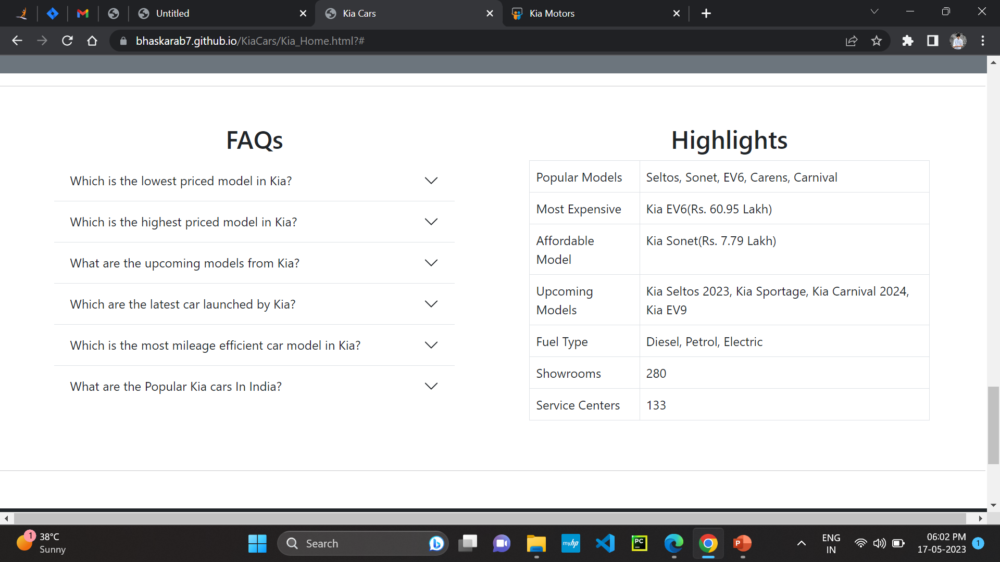 Untitled
Kia Cars
Kia Motors
bhaskarab7.github.io/KiaCars/Kia_Home.html?#
FAQs
Which is the lowest priced model in Kia?
Which is the highest priced model in Kia?
What are the upcoming models from Kia?
Which are the latest car launched by Kia?
Which is the most mileage efficient car model in Kia?
What are the Popular Kia cars In India?
Highlights
Popular Models Seltos, Sonet, EV6, Carens, Carnival
Most Expensive Kia EV6(Rs. 60.95 Lakh)
Affordable Kia Sonet(Rs. 7.79 Lakh)
Model
Upcoming Kia Seltos 2023, Kia Sportage, Kia Carnival 2024,
Models Kia EV9
Fuel Type Diesel, Petrol, Electric
Showrooms 280
Service Centers 133
1
38°C
Sunny
Search
myhp
PC
P
ENG
IN
06:02 PM
17-05-2023
1